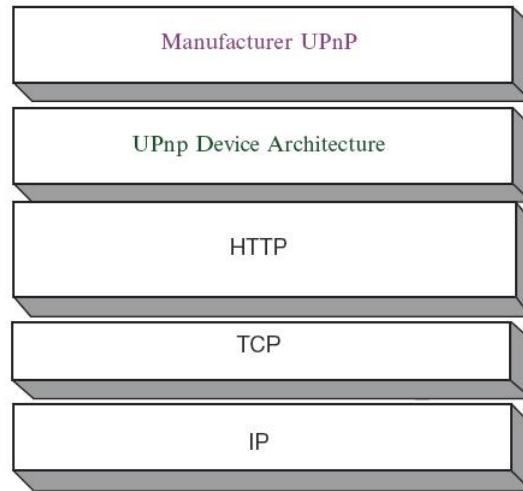 Manufacturer UPnP
UPnp Device Architecture
HTTP
TCP
IP